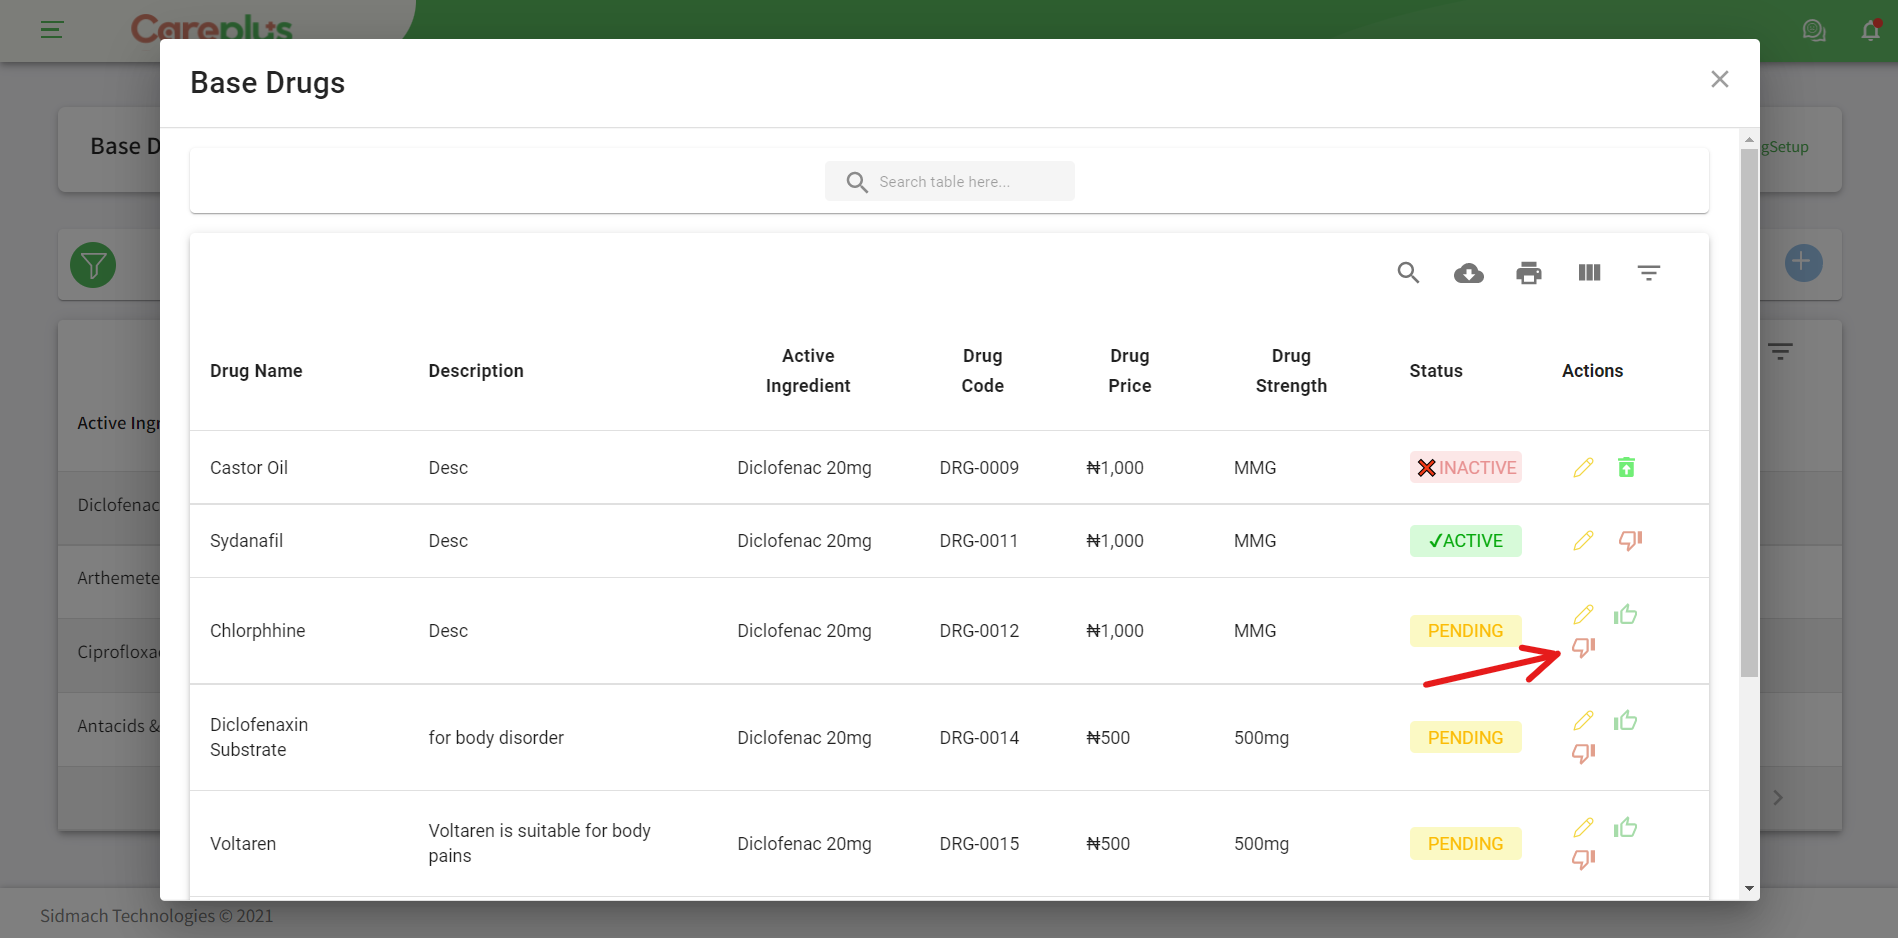 Careplus
Base Drugs
Base D
gSetup
Search table here...
Drug Name
Description
Active
Ingredient
Drug
Code
Drug
Price
Drug
Strength
Status
Actions
Active Ingr
Castor Oil
Desc
Diclofenac 20mg
DRG-0009
₦1,000
MMG
INACTIVE
Diclofenac
Sydanafil
Desc
Diclofenac 20mg
DRG-0011
₦1,000
MMG
✓ACTIVE
Arthemete
Chlorphhine
Desc
Diclofenac 20mg
DRG-0012
₦1,000
MMG
PENDING
Ciprofloxac
Diclofenaxin
Substrate
for body disorder
Diclofenac 20mg
DRG-0014
₦500
500mg
PENDING
Antacids &
Voltaren
Voltaren is suitable for body
pains
Diclofenac 20mg
DRG-0015
₦500
500mg
PENDING
Sidmach Technologies © 2021